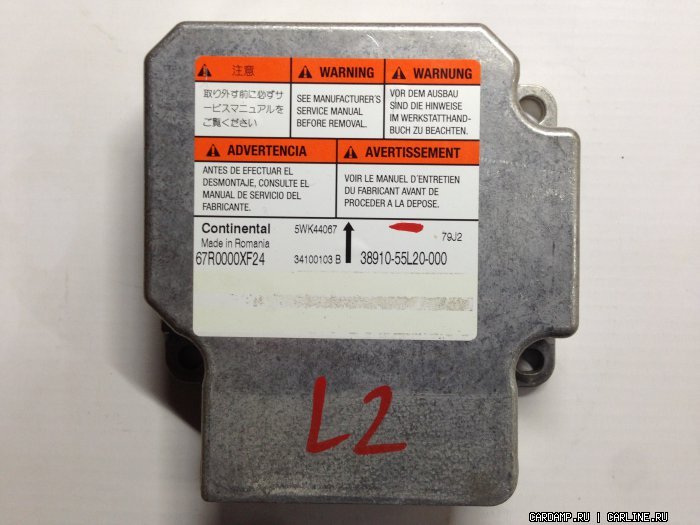 注意
取り外す前に必ずサ
ービスマニュアルを
ご覧ください
WARNING
SEE MANUFACTURER'S
SERVICE MANUAL
BEFORE REMOVAL.
WARNUNG
VOR DEM AUSBAU
SIND DIE HINWEISE
IM WERKSTATTHAND-
BUCH ZU BEACHTEN.
ADVERTENCIA
ANTES DE EFECTUAR EL
DESMONTAJE, CONSULTE EL
MANUAL DE SERVICIO DEL
FABRICANTE.
AVERTISSEMENT
VOIR LE MANUEL D'ENTRETIEN
DU FABRICANT AVANT DE
PROCEDER A LA DEPOSE.
Continental 5WK44067 79J2
Made in Romania
67R0000XF24 34100103 B 38910-55L20-000
L2
CARDAMP.RU | CARLINE.RU